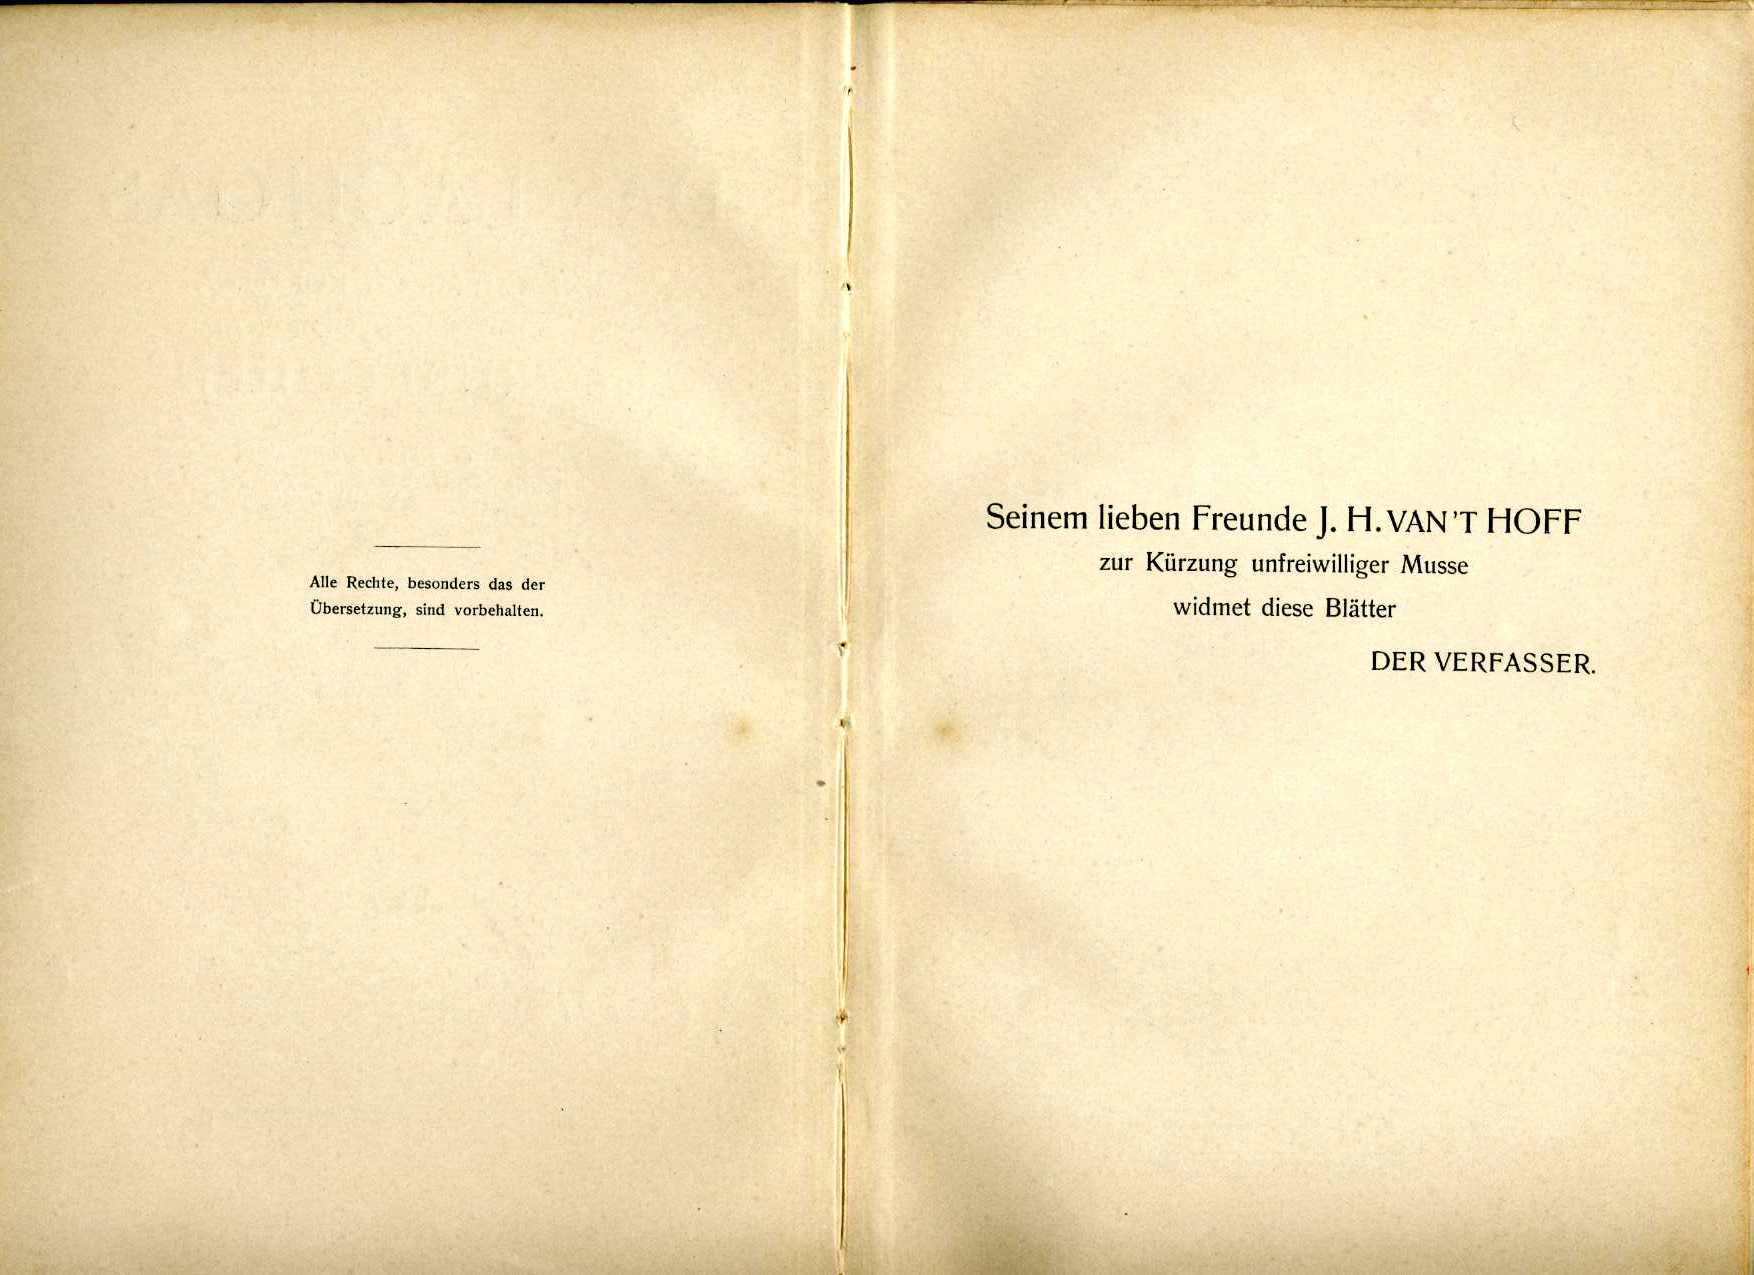 Alle Rechte, besonders das der
Übersetzung, sind vorbehalten.
Seinem lieben Freunde J. H. VAN'T HOFF
zur Kürzung unfreiwilliger Musse
widmet diese Blätter
DER VERFASSER.